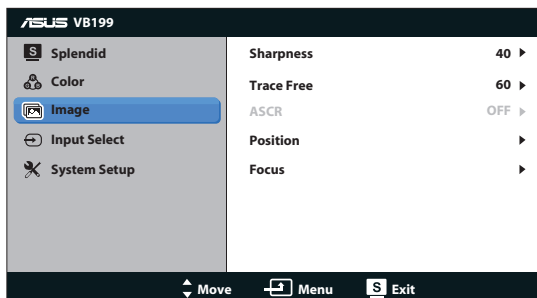 ASUS VB199
S Splendid
Color
Image
Input Select
System Setup
Sharpness 40
Trace Free 60
ASCR OFF
Position
Focus
Move Menu S Exit